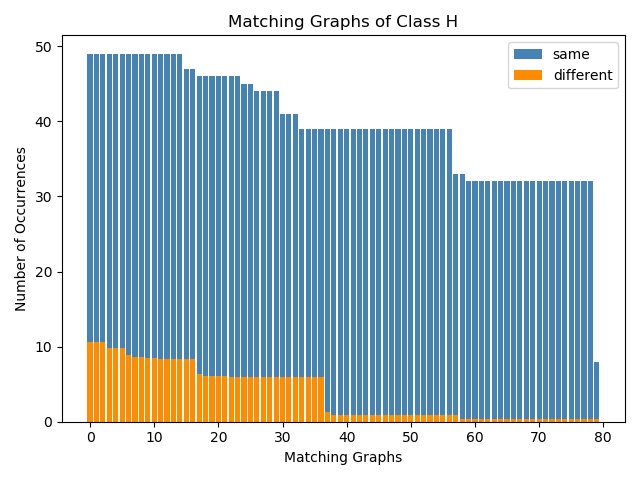 Matching Graphs of Class H
same
different
Number of Occurrences
50
40
30
20
10
0
0 10 20 30 40 50 60 70 80
Matching Graphs